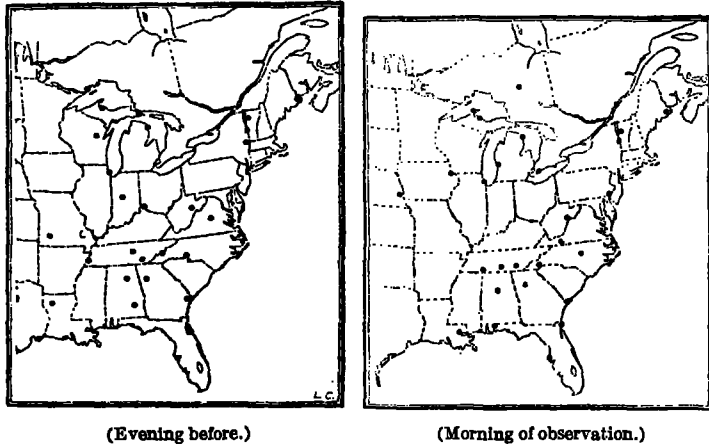 L.C.
(Evening before.)
(Morning of observation.)